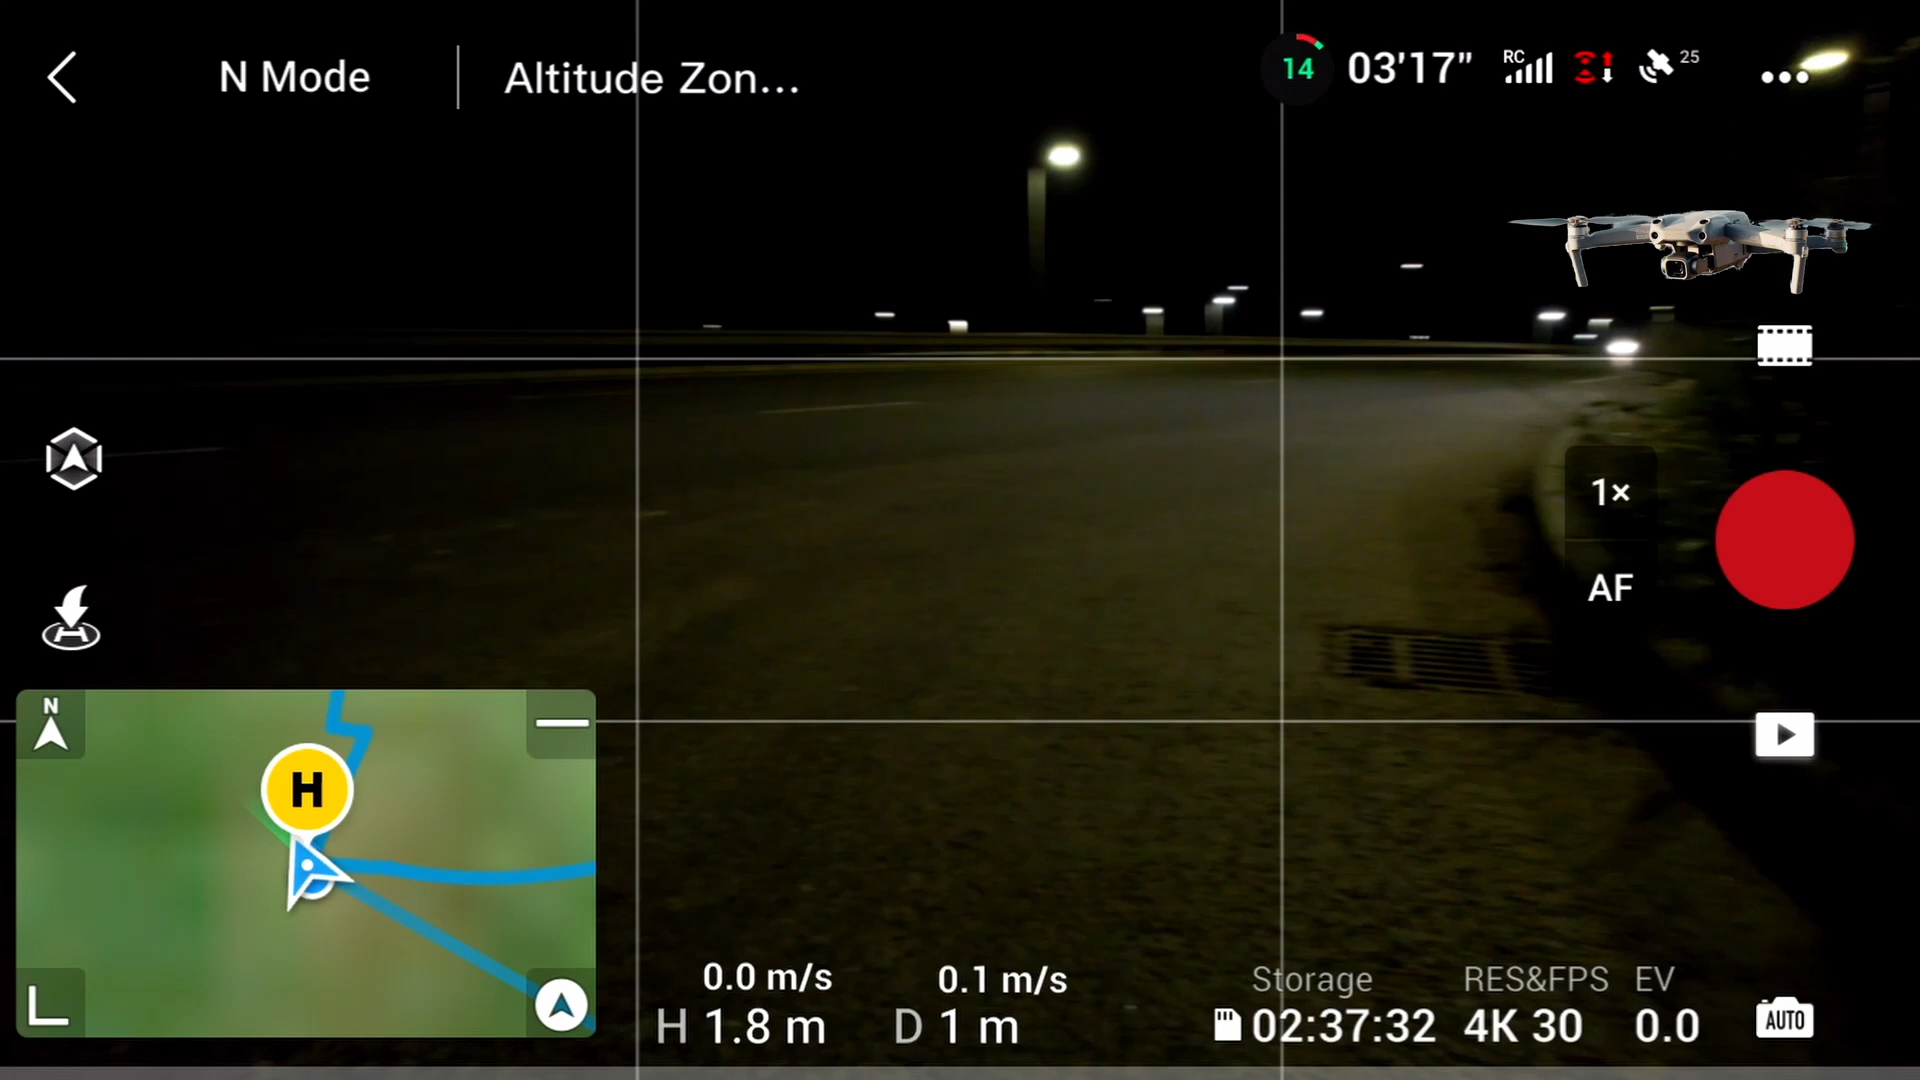 N Mode
Altitude Zon...
14
03'17"
RC
25
1×
AF
N
H
0.0 m/s
0.1 m/s
H 1.8 m
D 1 m
Storage
RES&FPS
EV
02:37:32
4K 30
0.0
AUTO